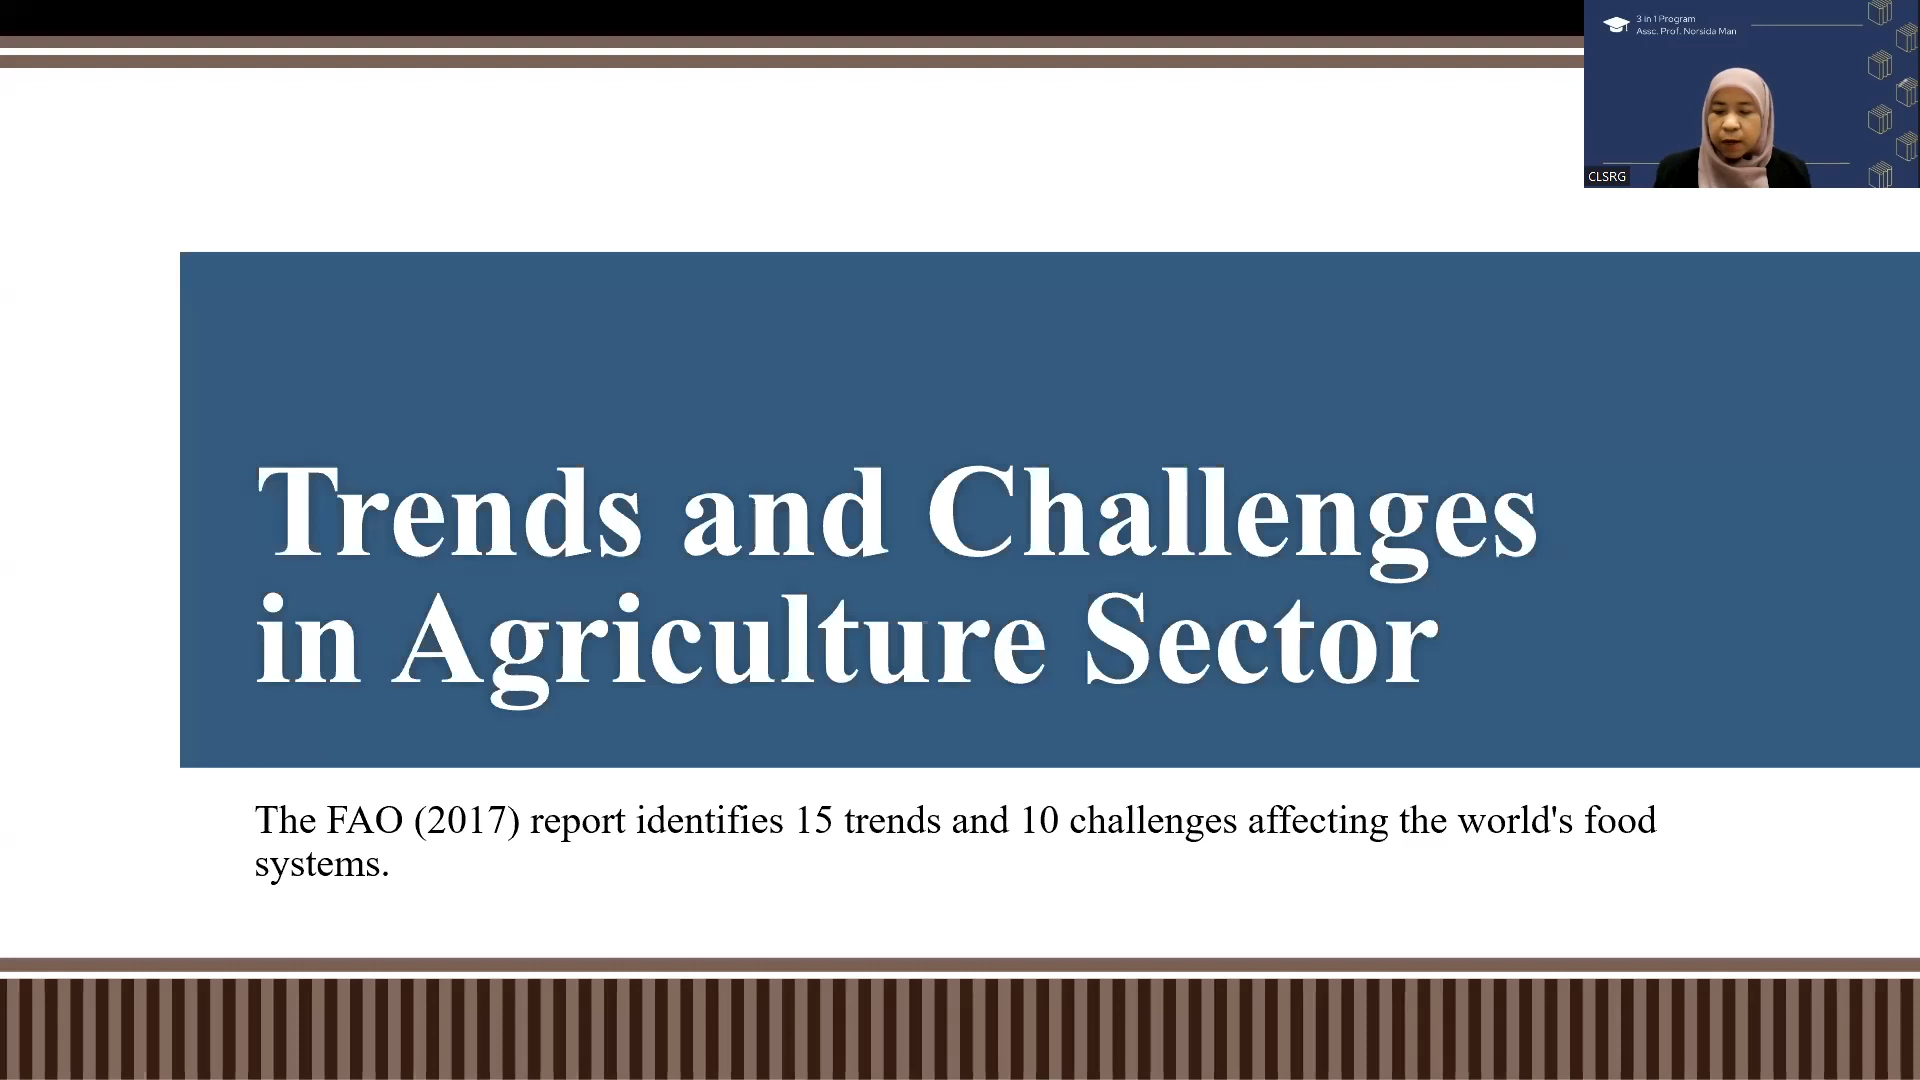 3 in 1 Program
Assc. Prof. Norsida Man
CLSRG
Trends and Challenges
in Agriculture Sector
The FAO (2017) report identifies 15 trends and 10 challenges affecting the world's food
systems.